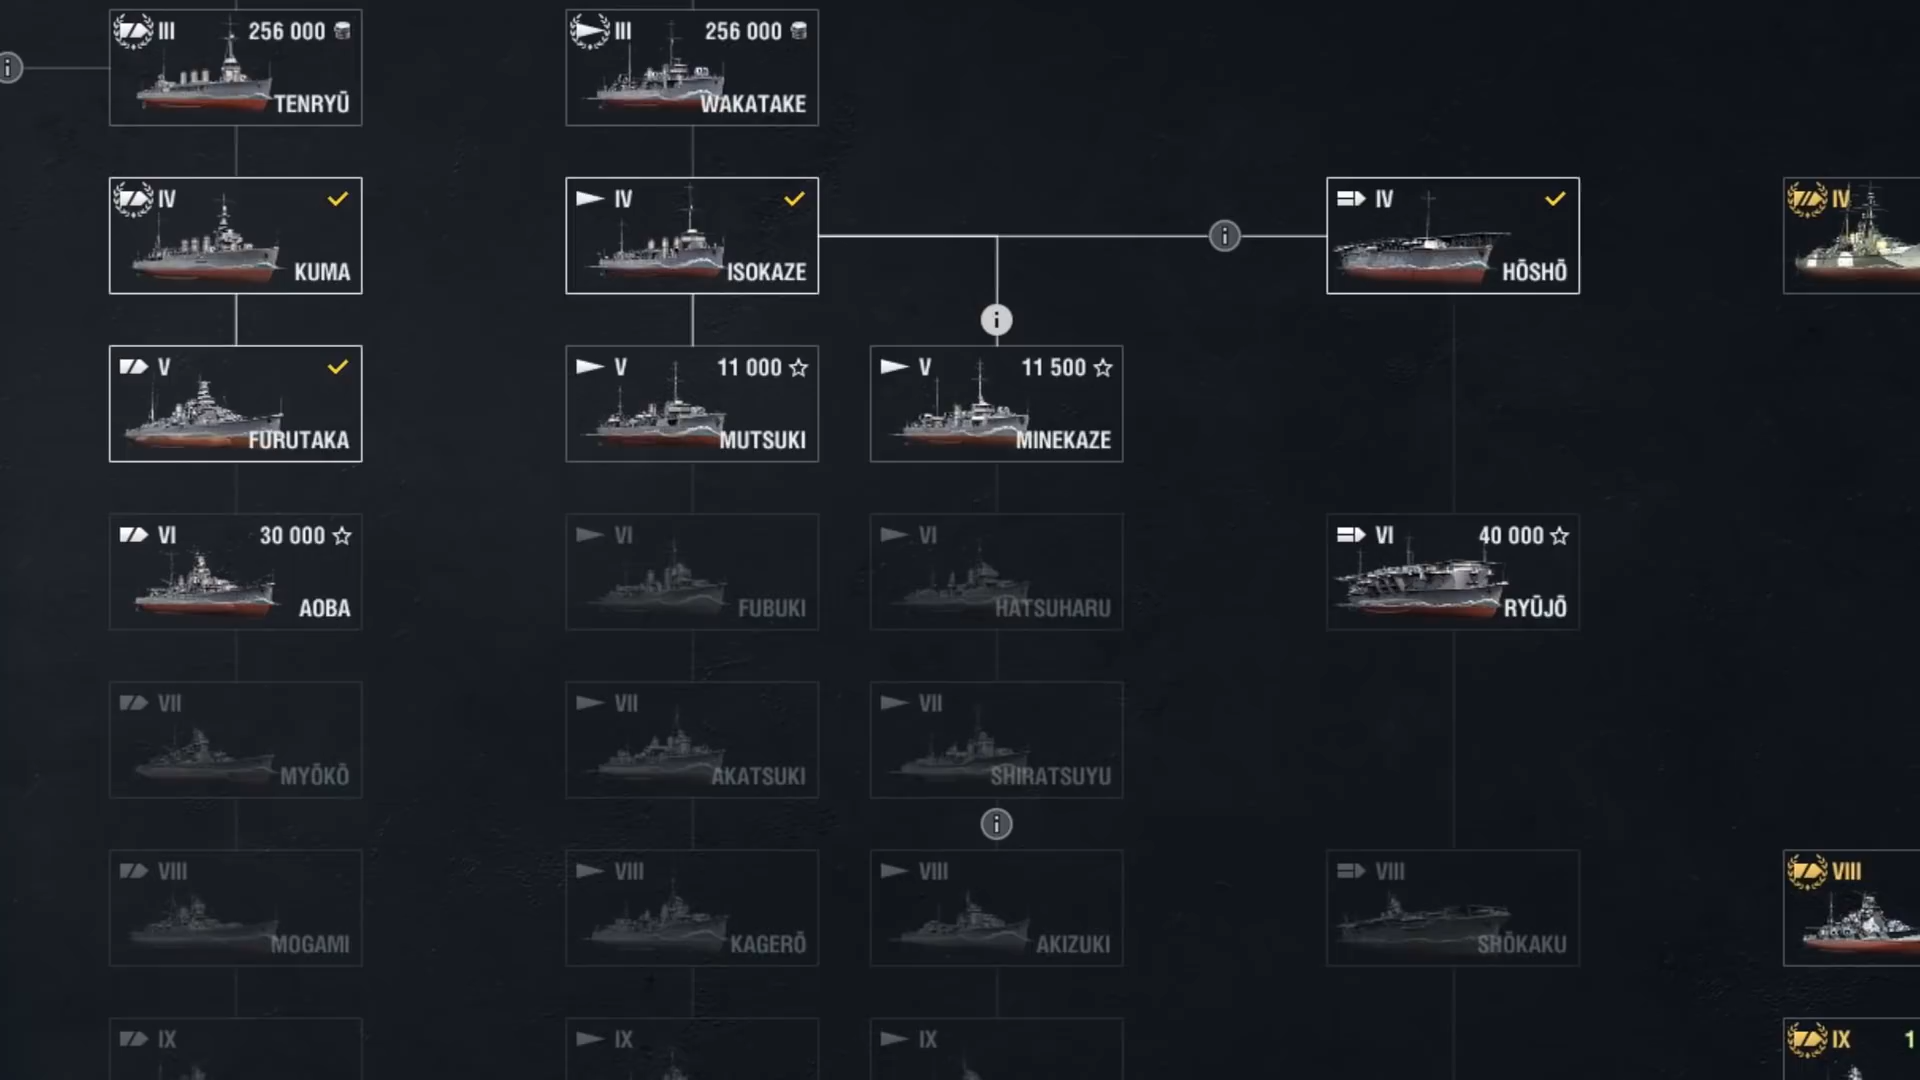 III 256 000
TENRYŪ
III 256 000
WAKATAKE
IV
KUMA
IV
ISOKAZE
IV
HŌSHŌ
IV
V
FURUTAKA
V 11 000
MUTSUKI
V 11 500
MINEKAZE
VI 30 000
AOBA
VI
FUBUKI
VI
HATSUHARU
VI 40 000
RYŪJŌ
VII
MYŌKŌ
VII
AKATSUKI
VII
SHIRATSUYU
VIII
MOGAMI
VIII
KAGERŌ
VIII
AKIZUKI
VIII
SHŌKAKU
VIII
IX
IX
IX
IX 1